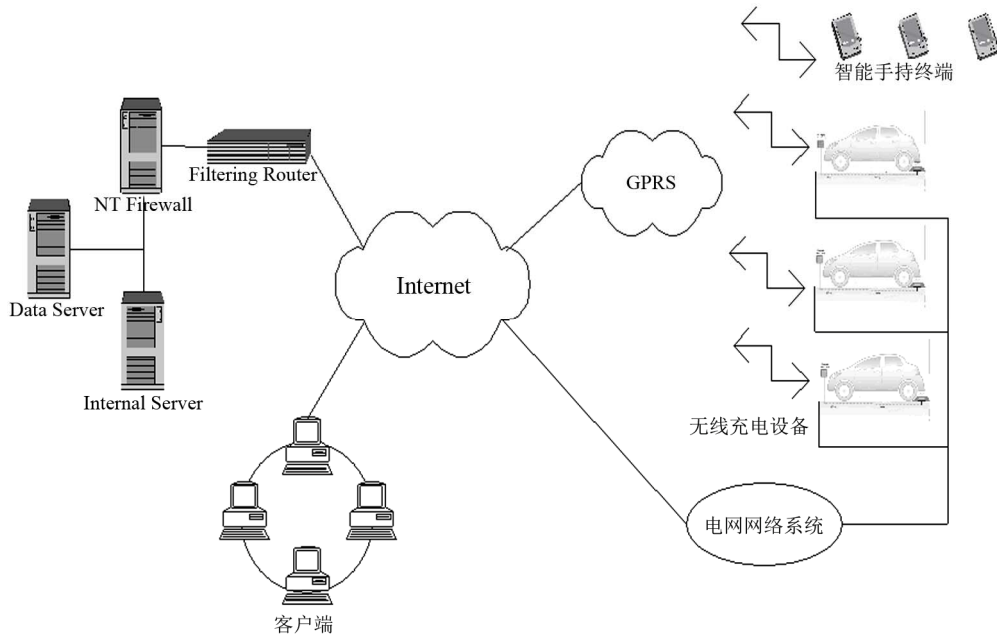 智能手持终端
Filtering Router
GPRS
NT Firewall
Internet
Data Server
Internal Server
无线充电设备
电网网络系统
客户端